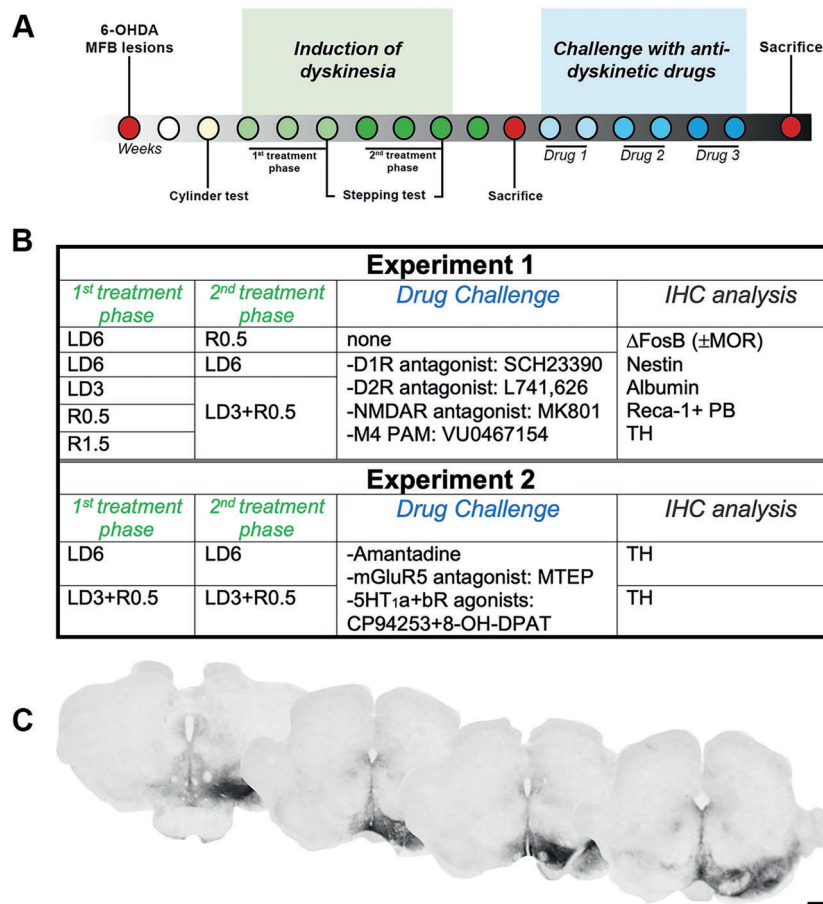 A
6-OHDA
MFB lesions
Induction of
dyskinesia
Challenge with anti-
dyskinetic drugs
Sacrifice
Weeks
1st treatment
phase
2nd treatment
phase
Drug 1
Drug 2
Drug 3
Cylinder test
Stepping test
Sacrifice
B
Experiment 1
1st treatment
phase
2nd treatment
phase
Drug Challenge
IHC analysis
LD6
R0.5
none
ΔFosB (±MOR)
LD6
LD6
-D1R antagonist: SCH23390
Nestin
LD3
-D2R antagonist: L741,626
Albumin
R0.5
LD3+R0.5
-NMDAR antagonist: MK801
Reca-1+ PB
R1.5
-M4 PAM: VU0467154
TH
Experiment 2
1st treatment
phase
2nd treatment
phase
Drug Challenge
IHC analysis
LD6
LD6
-Amantadine
TH
-mGluR5 antagonist: MTEP
LD3+R0.5
LD3+R0.5
-5HT1a+bR agonists:
TH
CP94253+8-OH-DPAT
C